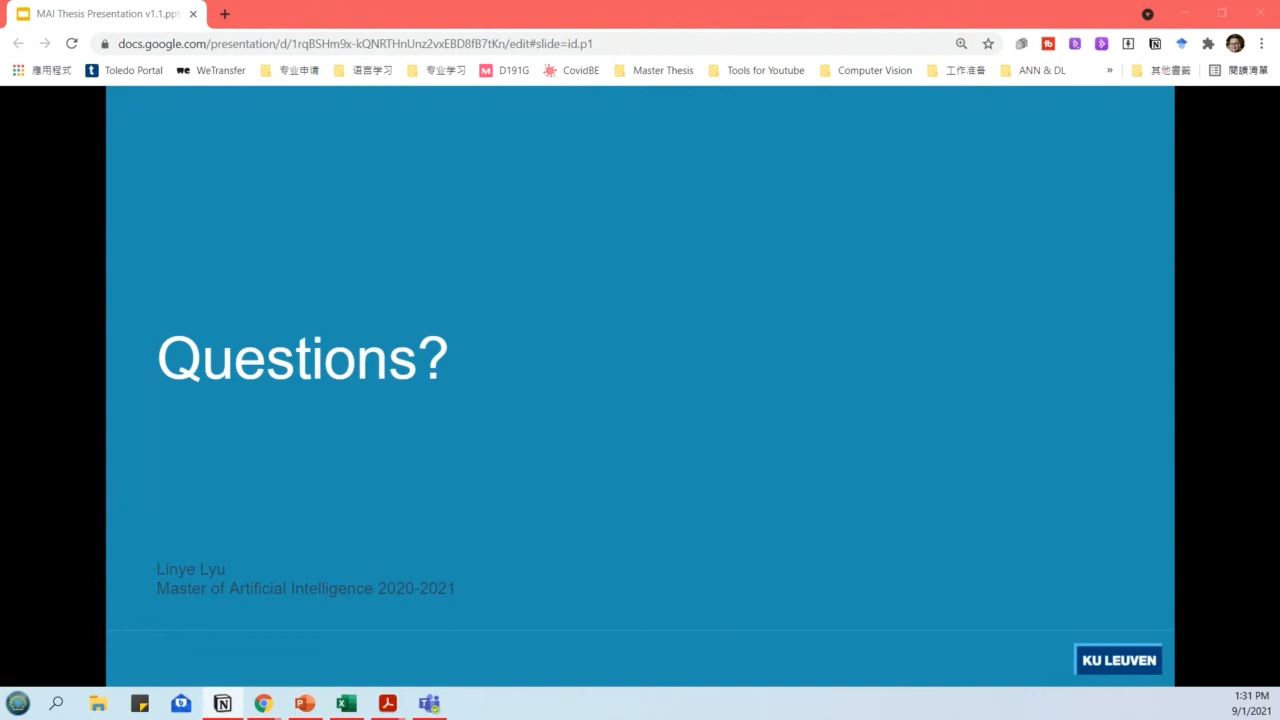 MAI Thesis Presentation v1.1.ppt
docs.google.com/presentation/d/1rqBSHm9x-kQNRTHnUnz2vxEBD8fB7tKn/edit#slide=id.p1
應用程式 Toledo Portal WeTransfer 专业申请 语言学习 专业学习 D191G CovidBE Master Thesis Tools for Youtube Computer Vision 工作准备 ANN & DL » 其他書籤 閱讀清單
Questions?
Linye Lyu
Master of Artificial Intelligence 2020-2021
KU LEUVEN
1:31 PM
9/1/2021